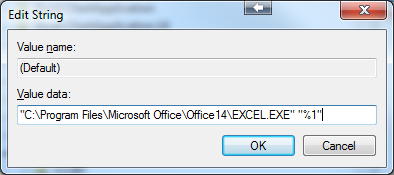 Edit String
Value name:
(Default)
Value data:
"C:\Program Files\Microsoft Office\Office14\EXCEL.EXE" "%1"
OK Cancel